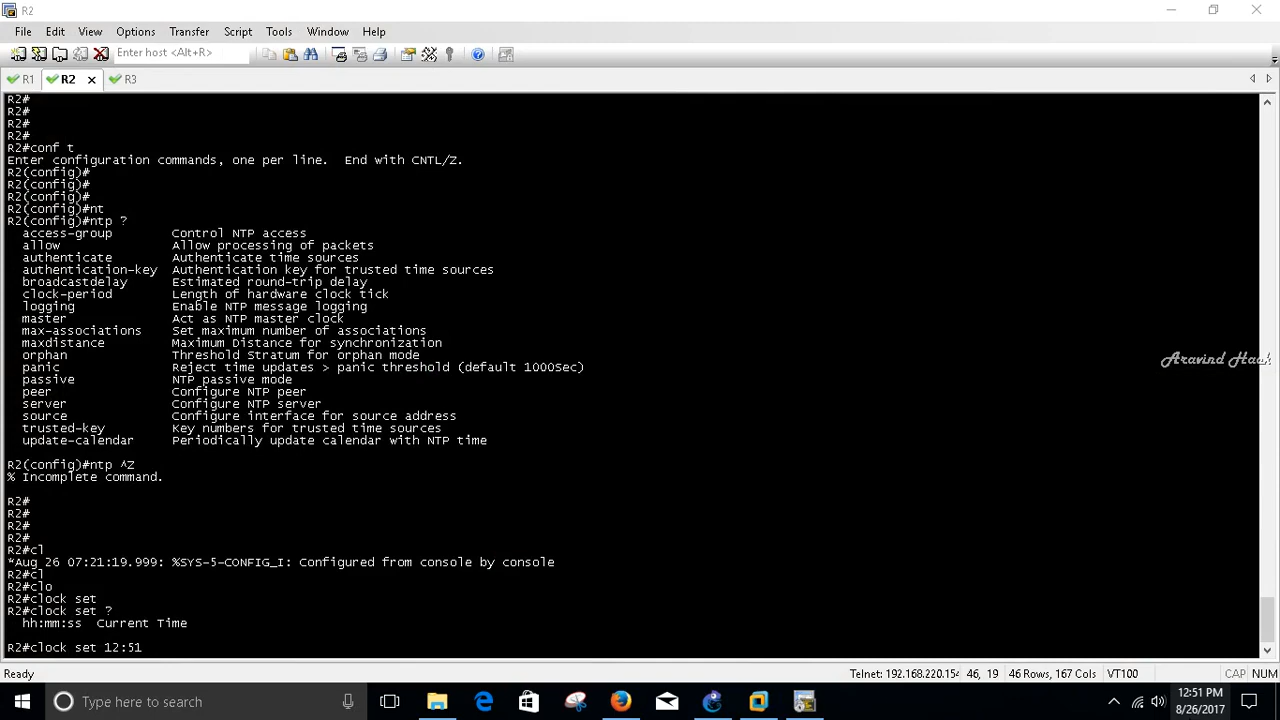 R2
File Edit View Options Transfer Script Tools Window Help
Enter host <Alt+R>
R1 R2 R3
R2#
R2#
R2#
R2#
R2#conf t
Enter configuration commands, one per line.  End with CNTL/Z.
R2(config)#
R2(config)#
R2(config)#
R2(config)#nt
R2(config)#ntp ?
access-group Control NTP access
allow Allow processing of packets
authenticate Authenticate time sources
authentication-key Authentication key for trusted time sources
broadcastdelay Estimated round-trip delay
clock-period Length of hardware clock tick
logging Enable NTP message logging
master Act as NTP master clock
max-associations Set maximum number of associations
maxdistance Maximum Distance for synchronization
orphan Threshold Stratum for orphan mode
panic Reject time updates > panic threshold (default 1000Sec)
passive NTP passive mode
peer Configure NTP peer
server Configure NTP server
source Configure interface for source address
trusted-key Key numbers for trusted time sources
update-calendar Periodically update calendar with NTP time
R2(config)#ntp ^Z
% Incomplete command.
R2#
R2#
R2#
R2#
R2#cl
*Aug 26 07:21:19.999: %SYS-5-CONFIG_I: Configured from console by console
R2#cl
R2#clo
R2#clock set
R2#clock set ?
hh:mm:ss Current Time
R2#clock set 12:51
Aravind
Ready Telnet: 192.168.220.154 46, 19 46 Rows, 167 Cols VT100 CAP NUM
Type here to search
12:51 PM
8/26/2017